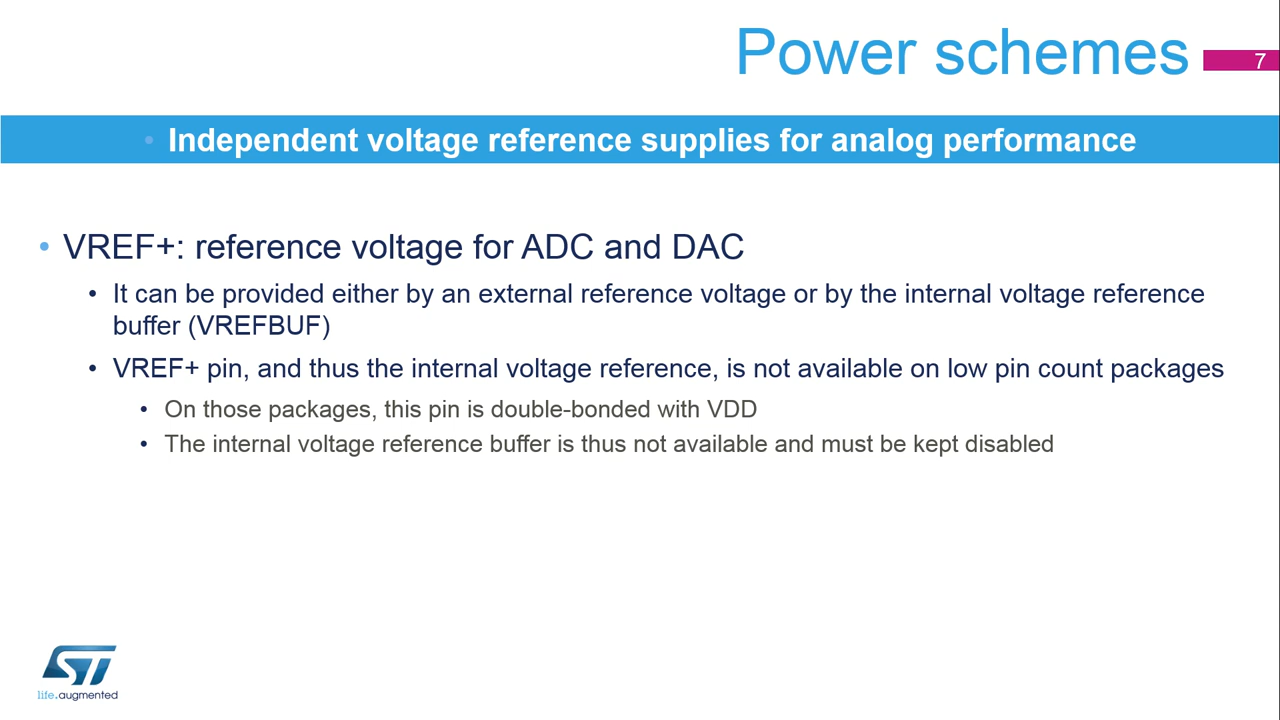 Power schemes
7
• Independent voltage reference supplies for analog performance
• VREF+: reference voltage for ADC and DAC
• It can be provided either by an external reference voltage or by the internal voltage reference
buffer (VREFBUF)
• VREF+ pin, and thus the internal voltage reference, is not available on low pin count packages
• On those packages, this pin is double-bonded with VDD
• The internal voltage reference buffer is thus not available and must be kept disabled
ST
life.augmented